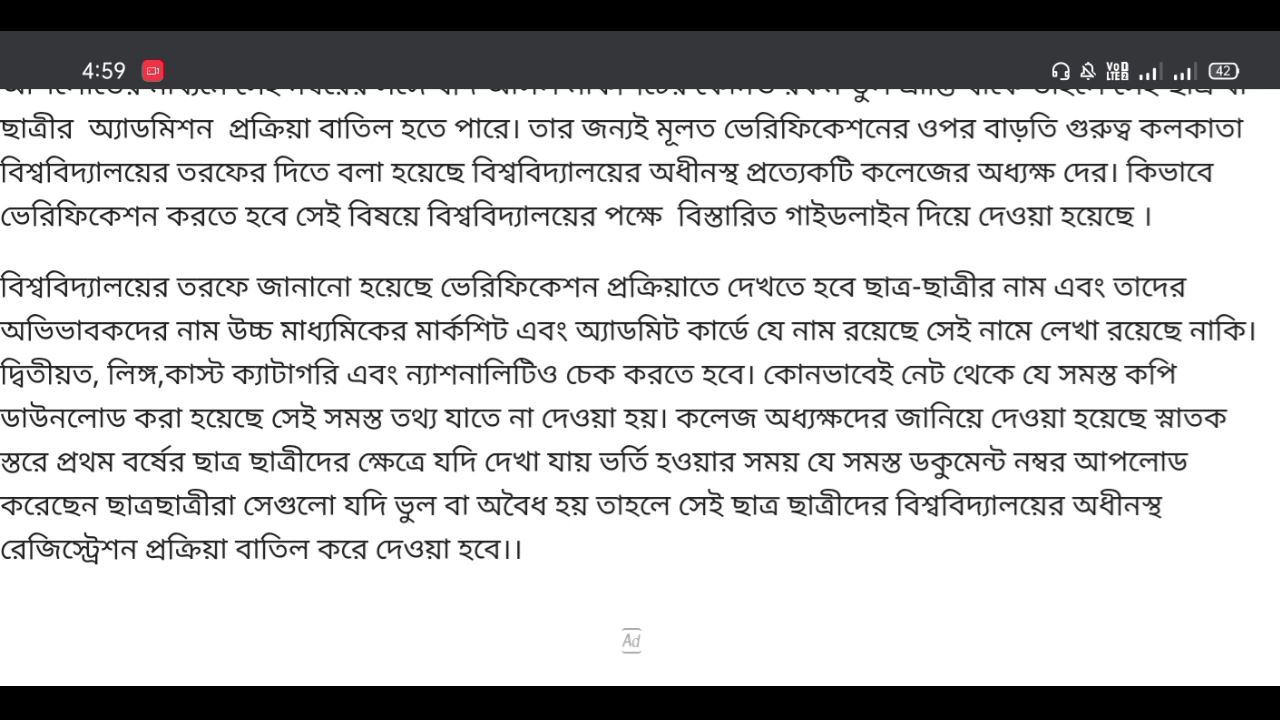 4:59
VoD LTED 42
ছাত্রীর অ্যাডমিশন প্রক্রিয়া বাতিল হতে পারে। তার জন্যই মূলত ভেরিফিকেশনের ওপর বাড়তি গুরুত্ব কলকাতা
বিশ্ববিদ্যালয়ের তরফের দিতে বলা হয়েছে বিশ্ববিদ্যালয়ের অধীনস্থ প্রত্যেকটি কলেজের অধ্যক্ষ দের। কিভাবে
ভেরিফিকেশন করতে হবে সেই বিষয়ে বিশ্ববিদ্যালয়ের পক্ষে বিস্তারিত গাইডলাইন দিয়ে দেওয়া হয়েছে ।
বিশ্ববিদ্যালয়ের তরফে জানানো হয়েছে ভেরিফিকেশন প্রক্রিয়াতে দেখতে হবে ছাত্র-ছাত্রীর নাম এবং তাদের
অভিভাবকদের নাম উচ্চ মাধ্যমিকের মার্কশিট এবং অ্যাডমিট কার্ডে যে নাম রয়েছে সেই নামে লেখা রয়েছে নাকি।
দ্বিতীয়ত, লিঙ্গ,কাস্ট ক্যাটাগরি এবং ন্যাশনালিটিও চেক করতে হবে। কোনভাবেই নেট থেকে যে সমস্ত কপি
ডাউনলোড করা হয়েছে সেই সমস্ত তথ্য যাতে না দেওয়া হয়। কলেজ অধ্যক্ষদের জানিয়ে দেওয়া হয়েছে স্নাতক
স্তরে প্রথম বর্ষের ছাত্র ছাত্রীদের ক্ষেত্রে যদি দেখা যায় ভর্তি হওয়ার সময় যে সমস্ত ডকুমেন্ট নম্বর আপলোড
করেছেন ছাত্রছাত্রীরা সেগুলো যদি ভুল বা অবৈধ হয় তাহলে সেই ছাত্র ছাত্রীদের বিশ্ববিদ্যালয়ের অধীনস্থ
রেজিস্ট্রেশন প্রক্রিয়া বাতিল করে দেওয়া হবে।।
Ad